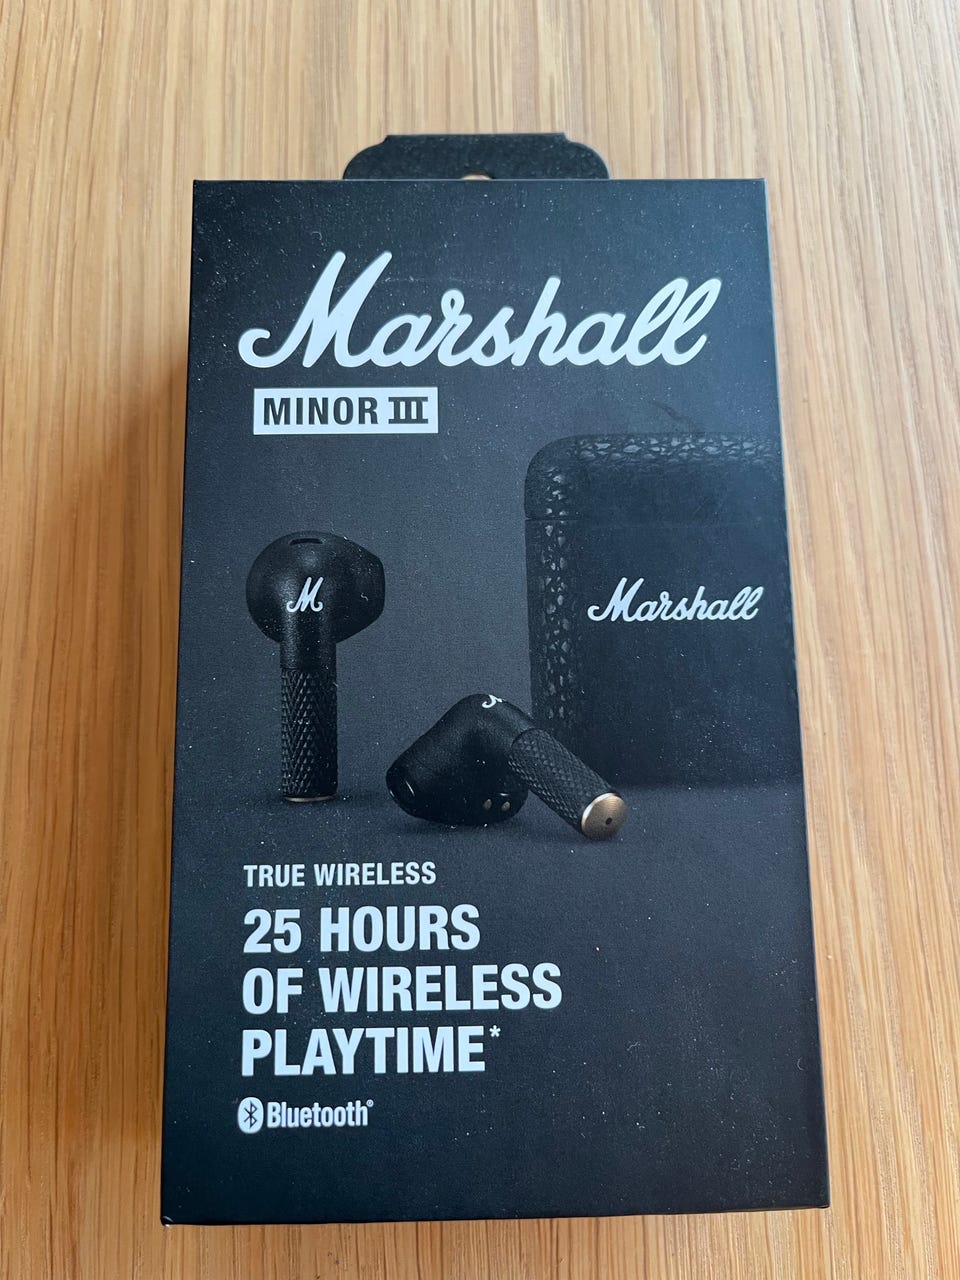 Marshall
MINOR III
M
Marshall
TRUE WIRELESS
25 HOURS
OF WIRELESS
PLAYTIME*
Bluetooth®